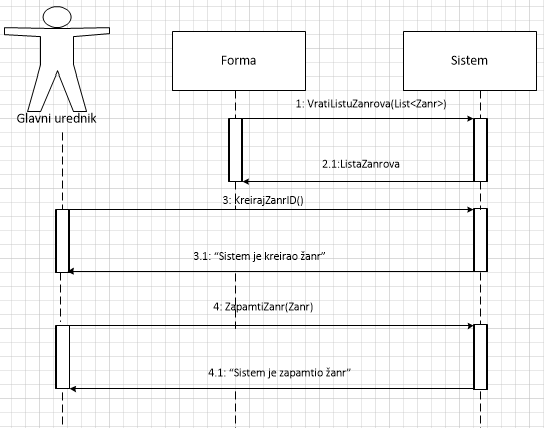 Forma
Sistem
Glavni urednik
1: VratiListuZanrova(List<Zanr>)
2.1:ListaZanrova
3: KreirajZanrID()
3.1: “Sistem je kreirao žanr”
4: ZapamtiZanr(Zanr)
4.1: “Sistem je zapamtio žanr”